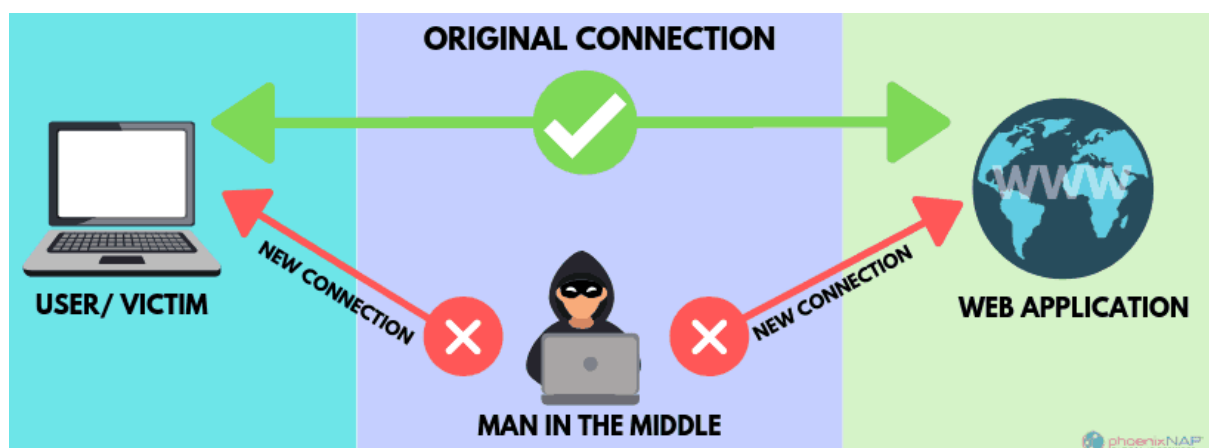 ORIGINAL CONNECTION
WWW
NEW CONNECTION
NEW CONNECTION
USER/ VICTIM
WEB APPLICATION
MAN IN THE MIDDLE
phoenixNAP